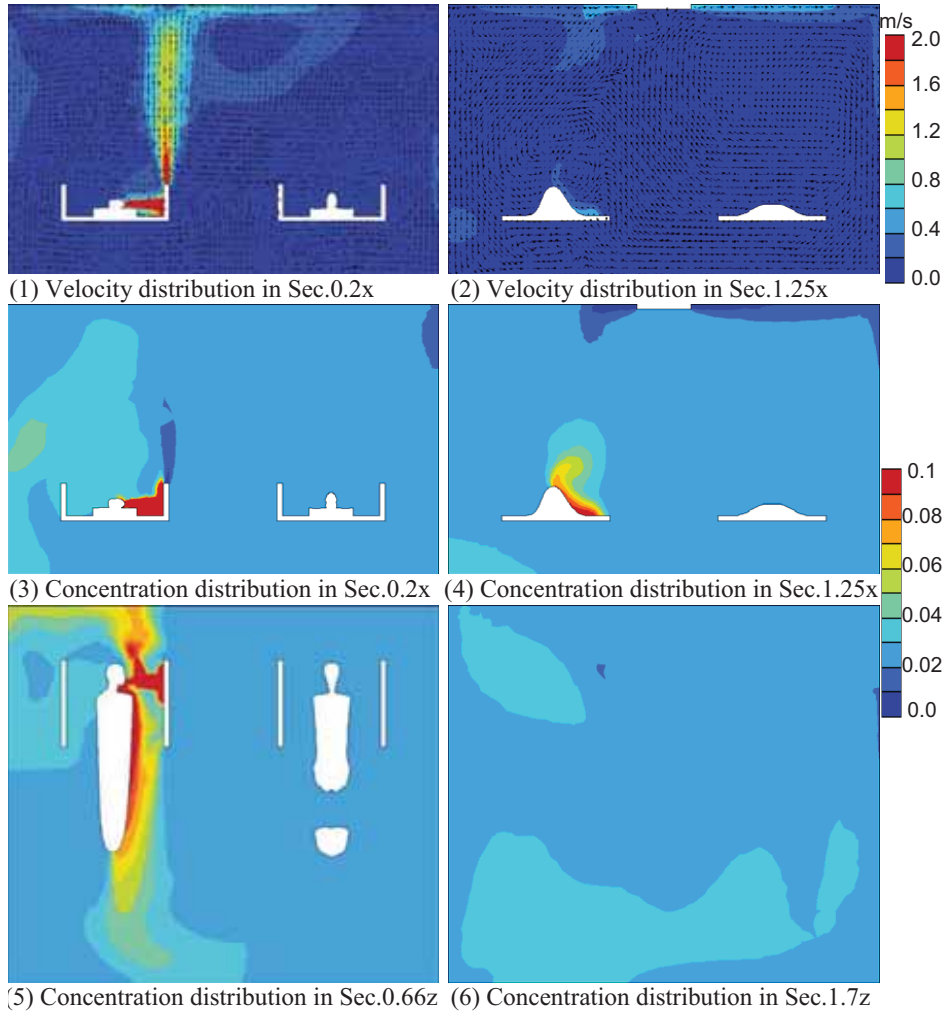 m/s
2.0
1.6
1.2
0.8
0.4
0.0
(1) Velocity distribution in Sec.0.2x
(2) Velocity distribution in Sec.1.25x
0.1
0.08
0.06
0.04
0.02
0.0
(3) Concentration distribution in Sec.0.2x
(4) Concentration distribution in Sec.1.25x
(5) Concentration distribution in Sec.0.66z
(6) Concentration distribution in Sec.1.7z